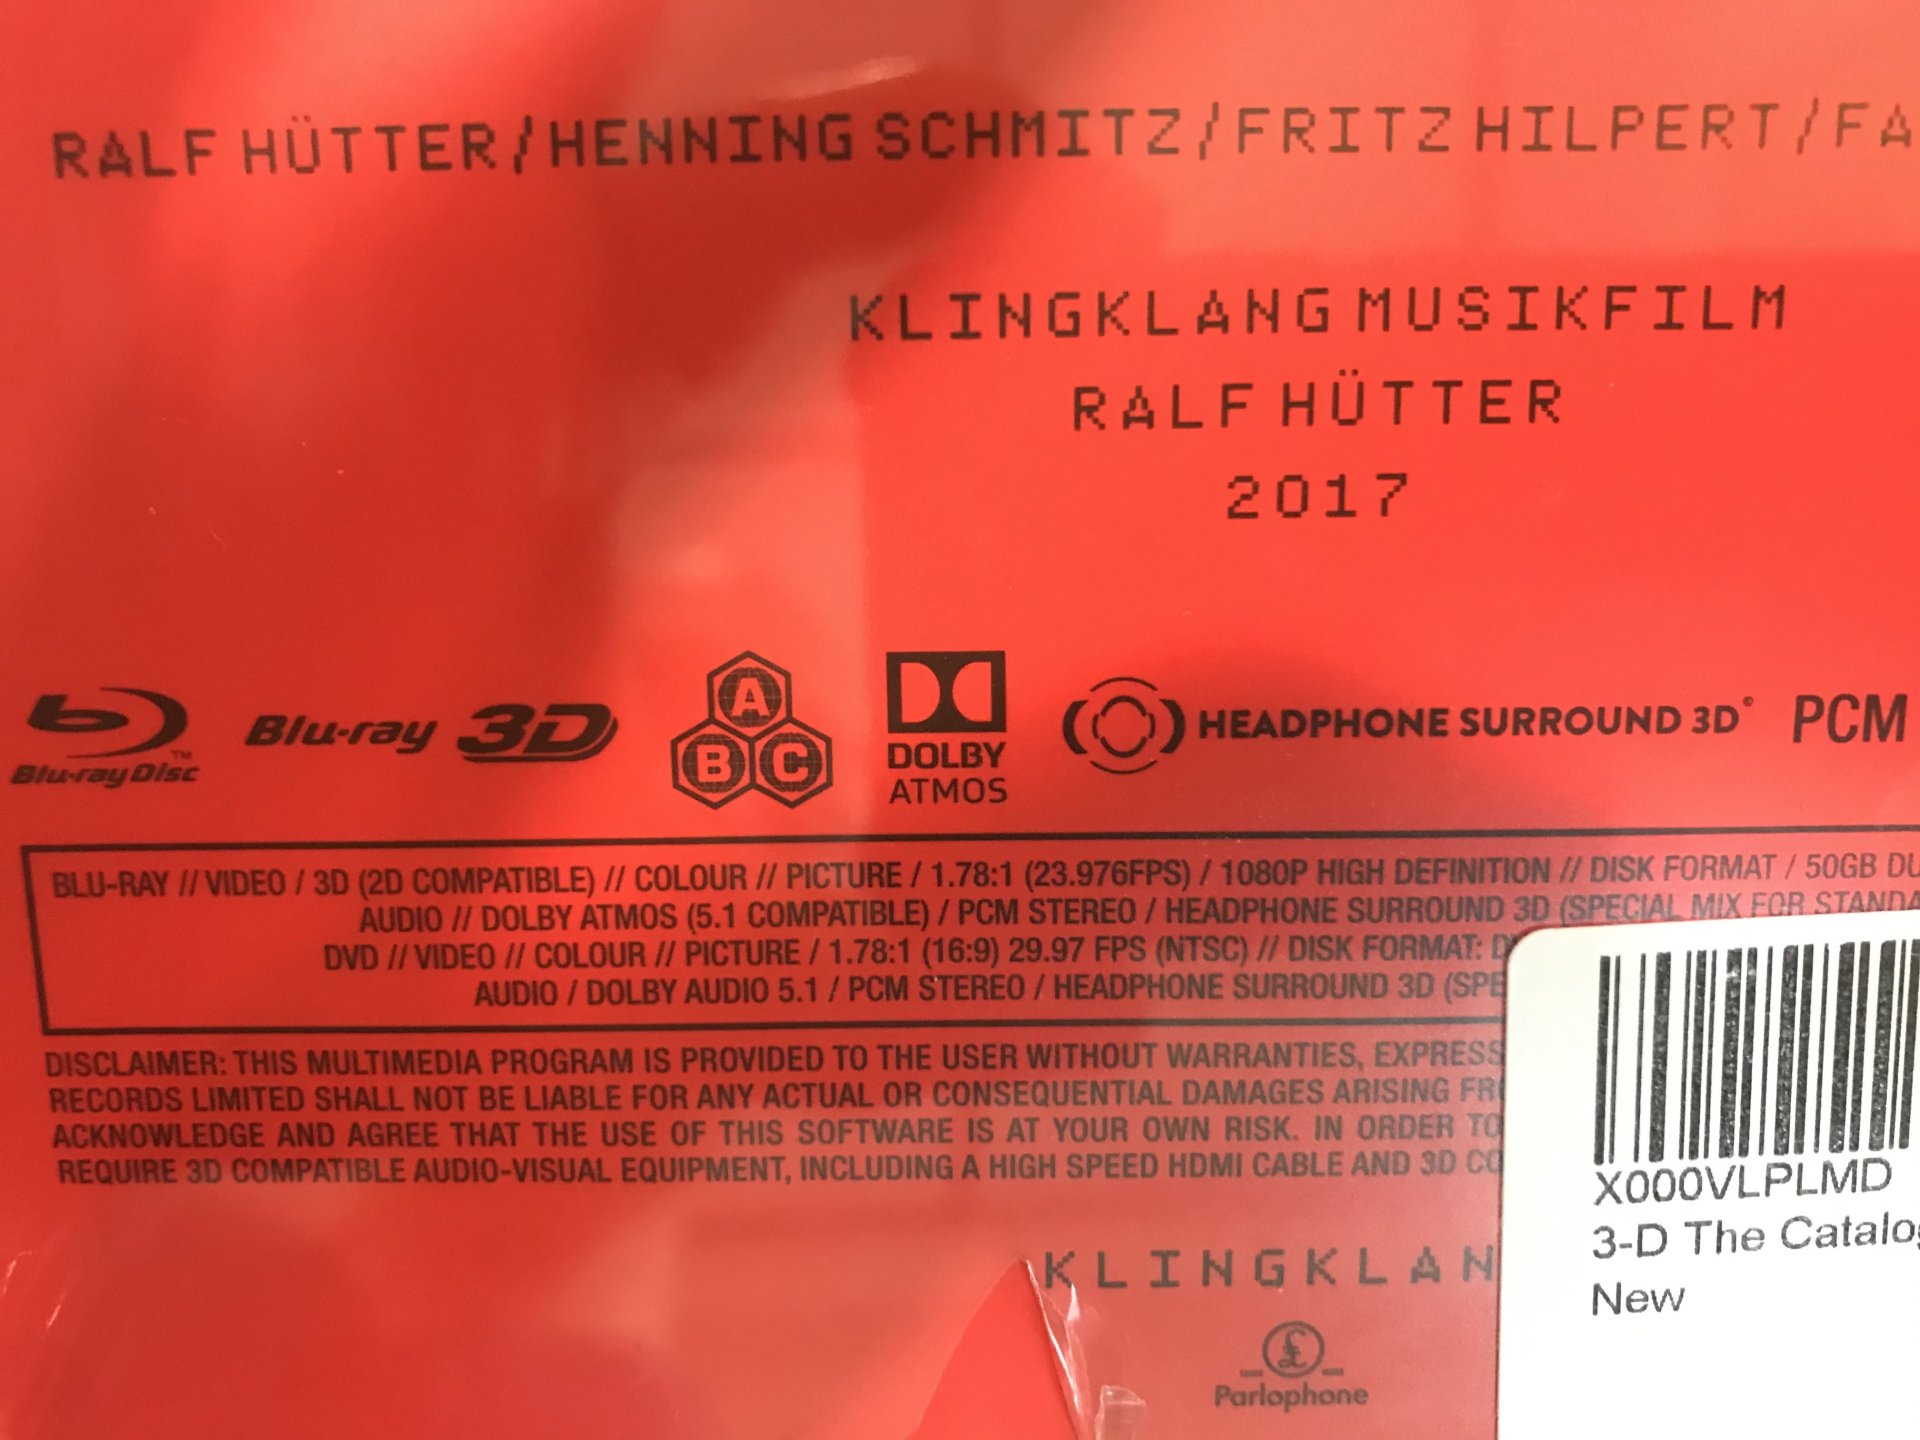 RALF HÜTTER/HENNING SCHMITZ/FRITZ HILPERT/FA
KLINGKLANG MUSIKFILM
RALF HÜTTER
2017
Blu-ray Disc™
Blu-ray 3D
A
B C
DOLBY
ATMOS
HEADPHONE SURROUND 3D°
PCM
BLU-RAY // VIDEO / 3D (2D COMPATIBLE) // COLOUR // PICTURE / 1.78:1 (23.976FPS) / 1080P HIGH DEFINITION // DISK FORMAT / 50GB DU
AUDIO // DOLBY ATMOS (5.1 COMPATIBLE) / PCM STEREO / HEADPHONE SURROUND 3D (SPECIAL MIX FOR STANDA
DVD // VIDEO // COLOUR // PICTURE / 1.78:1 (16:9) 29.97 FPS (NTSC) // DISK FORMAT:
AUDIO / DOLBY AUDIO 5.1 / PCM STEREO / HEADPHONE SURROUND 3D (SPE
DISCLAIMER: THIS MULTIMEDIA PROGRAM IS PROVIDED TO THE USER WITHOUT WARRANTIES, EXPRESS
RECORDS LIMITED SHALL NOT BE LIABLE FOR ANY ACTUAL OR CONSEQUENTIAL DAMAGES ARISING FR
ACKNOWLEDGE AND AGREE THAT THE USE OF THIS SOFTWARE IS AT YOUR OWN RISK. IN ORDER TO
REQUIRE 3D COMPATIBLE AUDIO-VISUAL EQUIPMENT, INCLUDING A HIGH SPEED HDMI CABLE AND 3D CO
KLINGKLAN
£
Parlophone
X000VLPLMD
3-D The Catalo
New